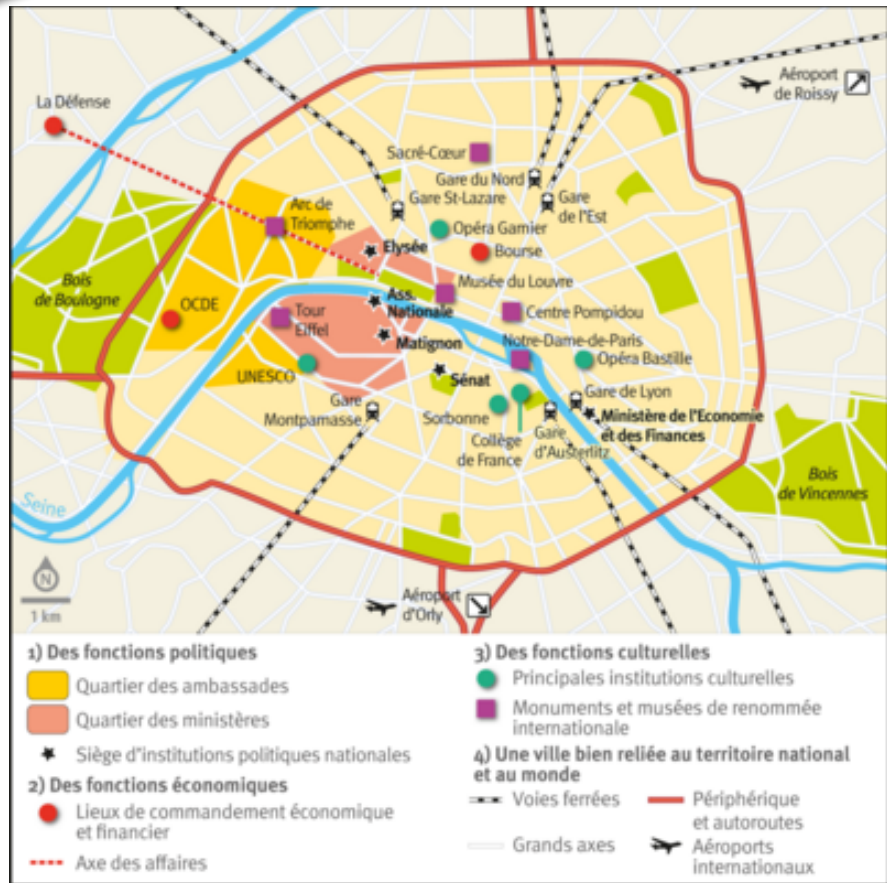 La Défense
Aéroport
de Roissy
Sacré-Cœur
Gare du Nord
Gare St-Lazare
Gare
de l'Est
Arc de
Triomphe
Opéra Garnier
Elysée
Bourse
Bois
de Boulogne
Musée du Louvre
OCDE
Ass.
Nationale
Tour
Eiffel
Centre Pompidou
Matignon
Notre-Dame-de-Paris
Opéra Bastille
UNESCO
Sénat
Gare de Lyon
Gare
Montparnasse
Sorbonne
Ministère de l'Economie
et des Finances
Collège
de France
Gare
d'Austerlitz
Bois
de Vincennes
Seine
N
1 km
Aéroport
d'Orly
1) Des fonctions politiques
Quartier des ambassades
Quartier des ministères
Siège d'institutions politiques nationales
2) Des fonctions économiques
Lieux de commandement économique
et financier
Axe des affaires
3) Des fonctions culturelles
Principales institutions culturelles
Monuments et musées de renommée
internationale
4) Une ville bien reliée au territoire national
et au monde
Voies ferrées
Périphérique
et autoroutes
Grands axes
Aéroports
internationaux